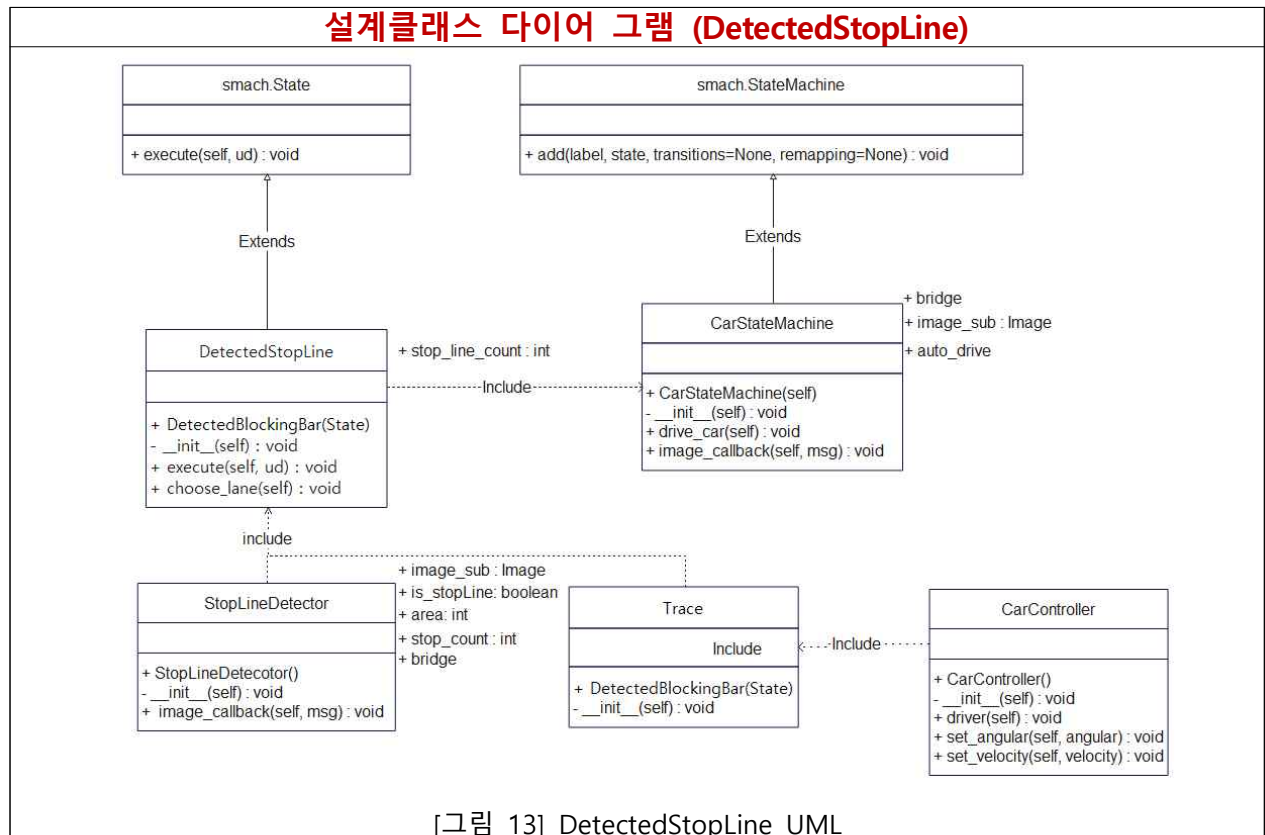 설계클래스 다이어 그램 (DetectedStopLine)
smach.State
+ execute(self, ud) : void
smach.StateMachine
+ add(label, state, transitions=None, remapping=None) : void
Extends
Extends
DetectedStopLine
+ DetectedBlockingBar(State)
- __init__(self) : void
+ execute(self, ud) : void
+ choose_lane(self) : void
+ stop_line_count : int
Include
CarStateMachine
+ CarStateMachine(self)
- __init__(self) : void
+ drive_car(self) : void
+ image_callback(self, msg) : void
+ bridge
+ image_sub : Image
+ auto_drive
include
StopLineDetector
+ StopLineDetecotor()
- __init__(self) : void
+ image_callback(self, msg) : void
+ image_sub : Image
+ is_stopLine: boolean
+ area: int
+ stop_count : int
+ bridge
Trace
Include
+ DetectedBlockingBar(State)
- __init__(self) : void
Include
CarController
+ CarController()
- __init__(self) : void
+ driver(self) : void
+ set_angular(self, angular) : void
+ set_velocity(self, velocity) : void
[그림 13] DetectedStopLine UML